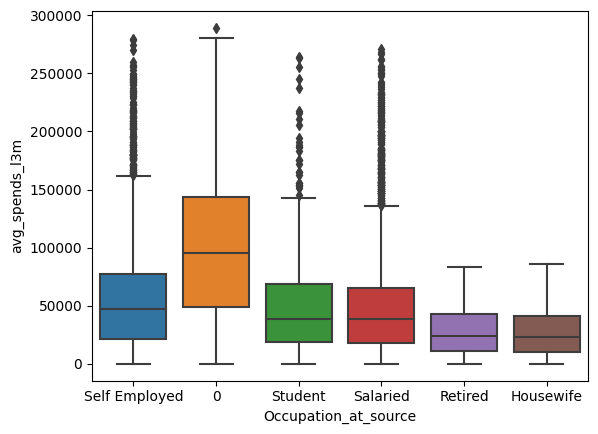 300000
250000
200000
150000
100000
50000
0
avg_spends_l3m
Self Employed 0 Student Salaried Retired Housewife
Occupation_at_source